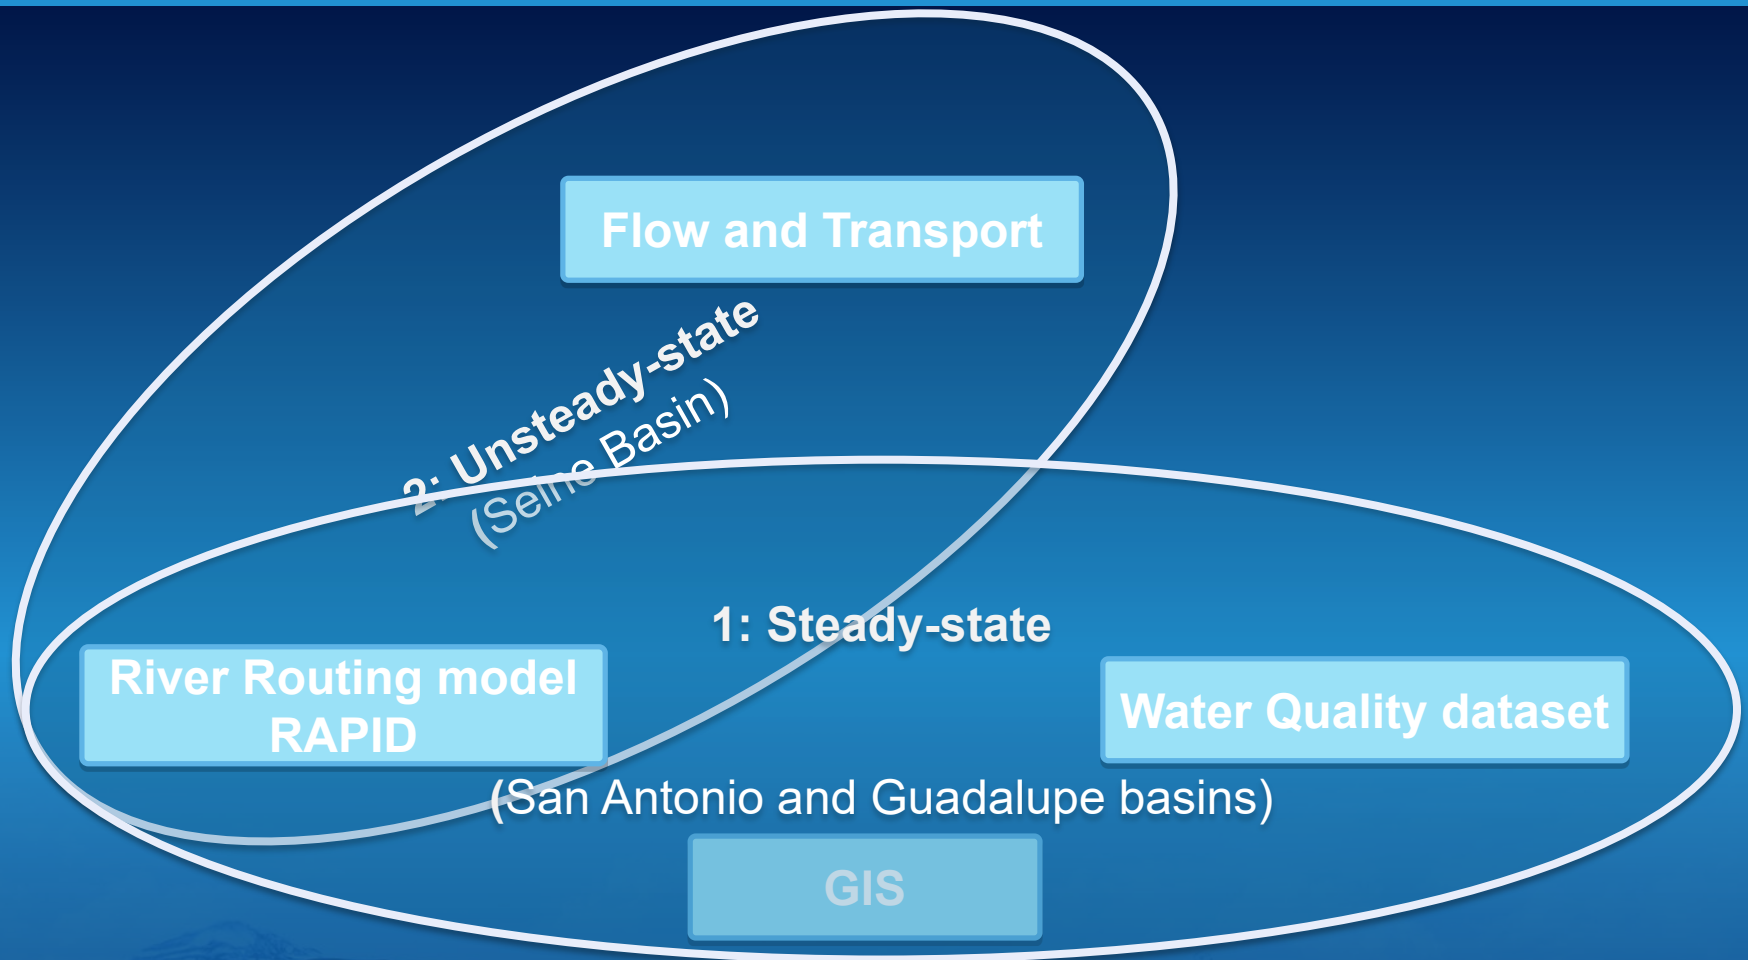 Flow and Transport
2: Unsteady-state
(Seine Basin)
1: Steady-state
River Routing model
RAPID
Water Quality dataset
(San Antonio and Guadalupe basins)
GIS